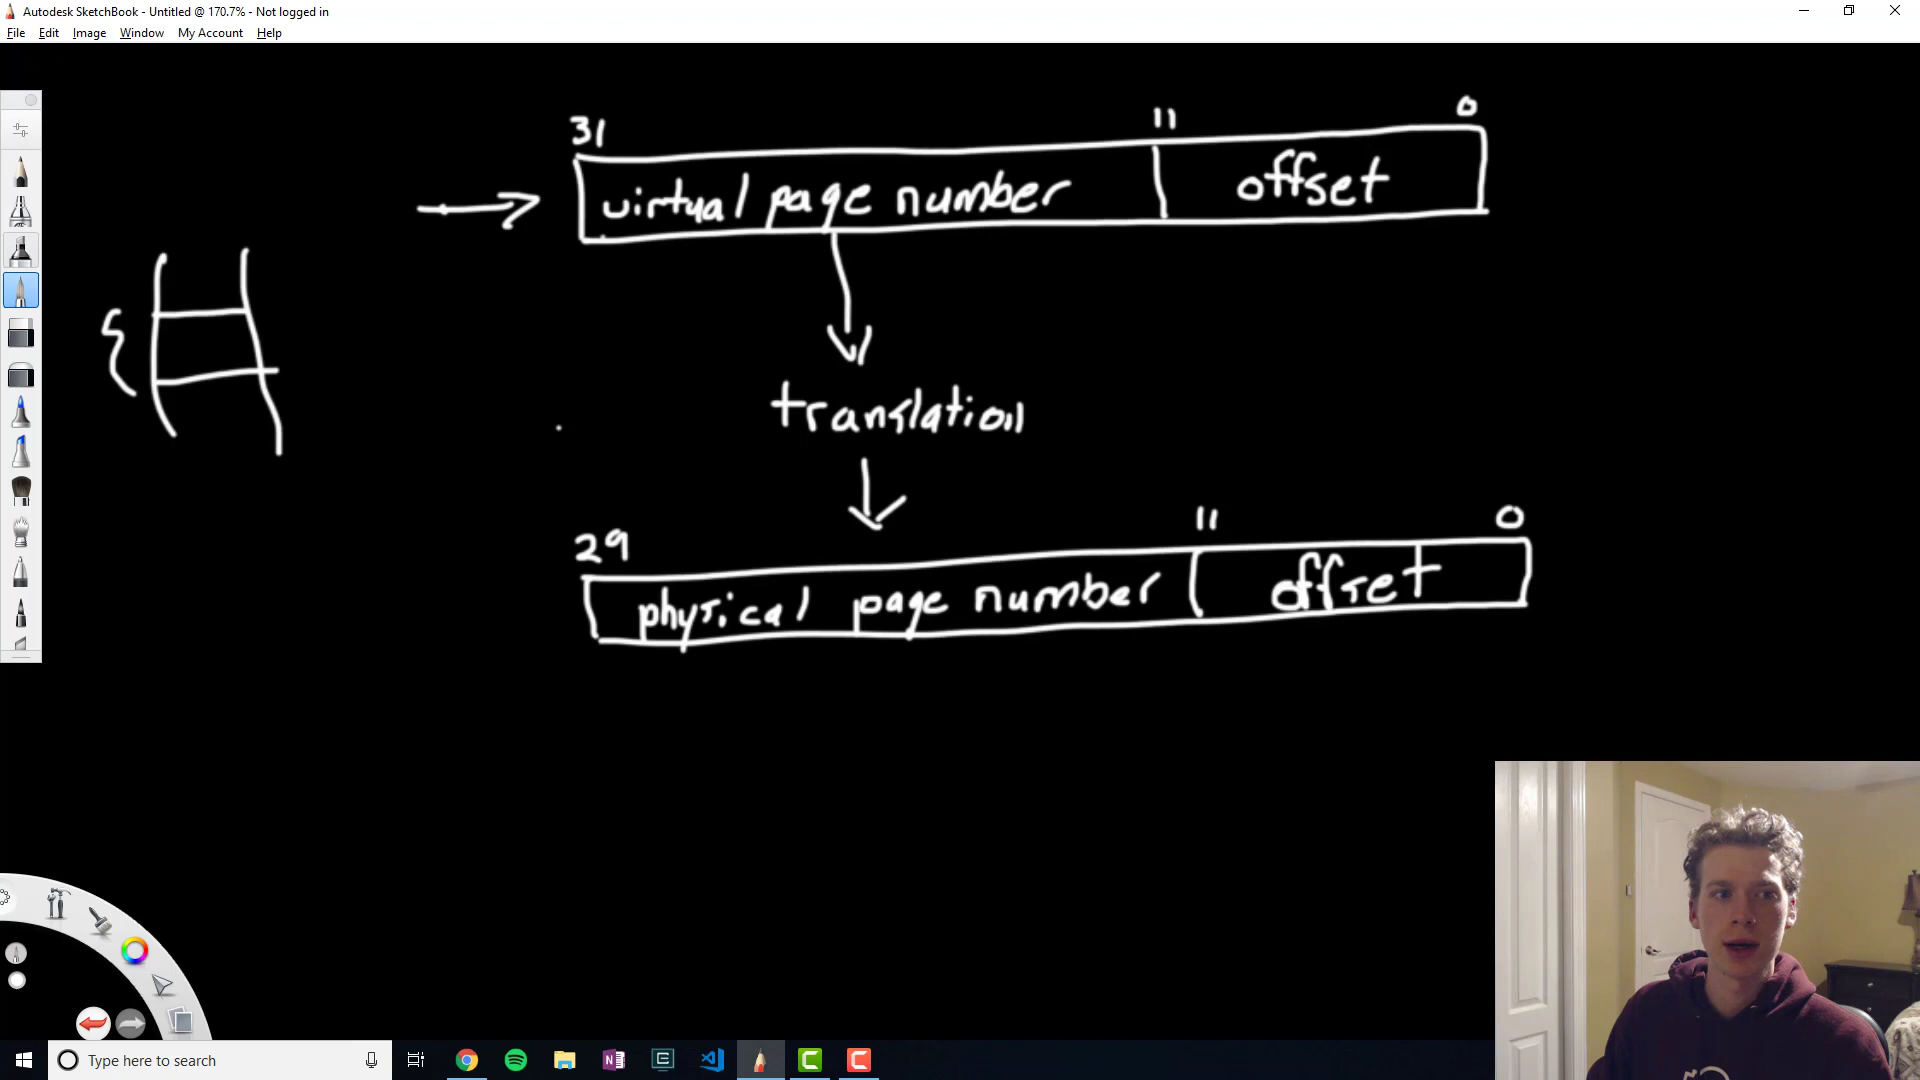 Autodesk SketchBook - Untitled @ 170.7% - Not logged in
File Edit Image Window My Account Help
31 11 0
virtual page number offset
translation
29 11 0
physical page number offset
Type here to search